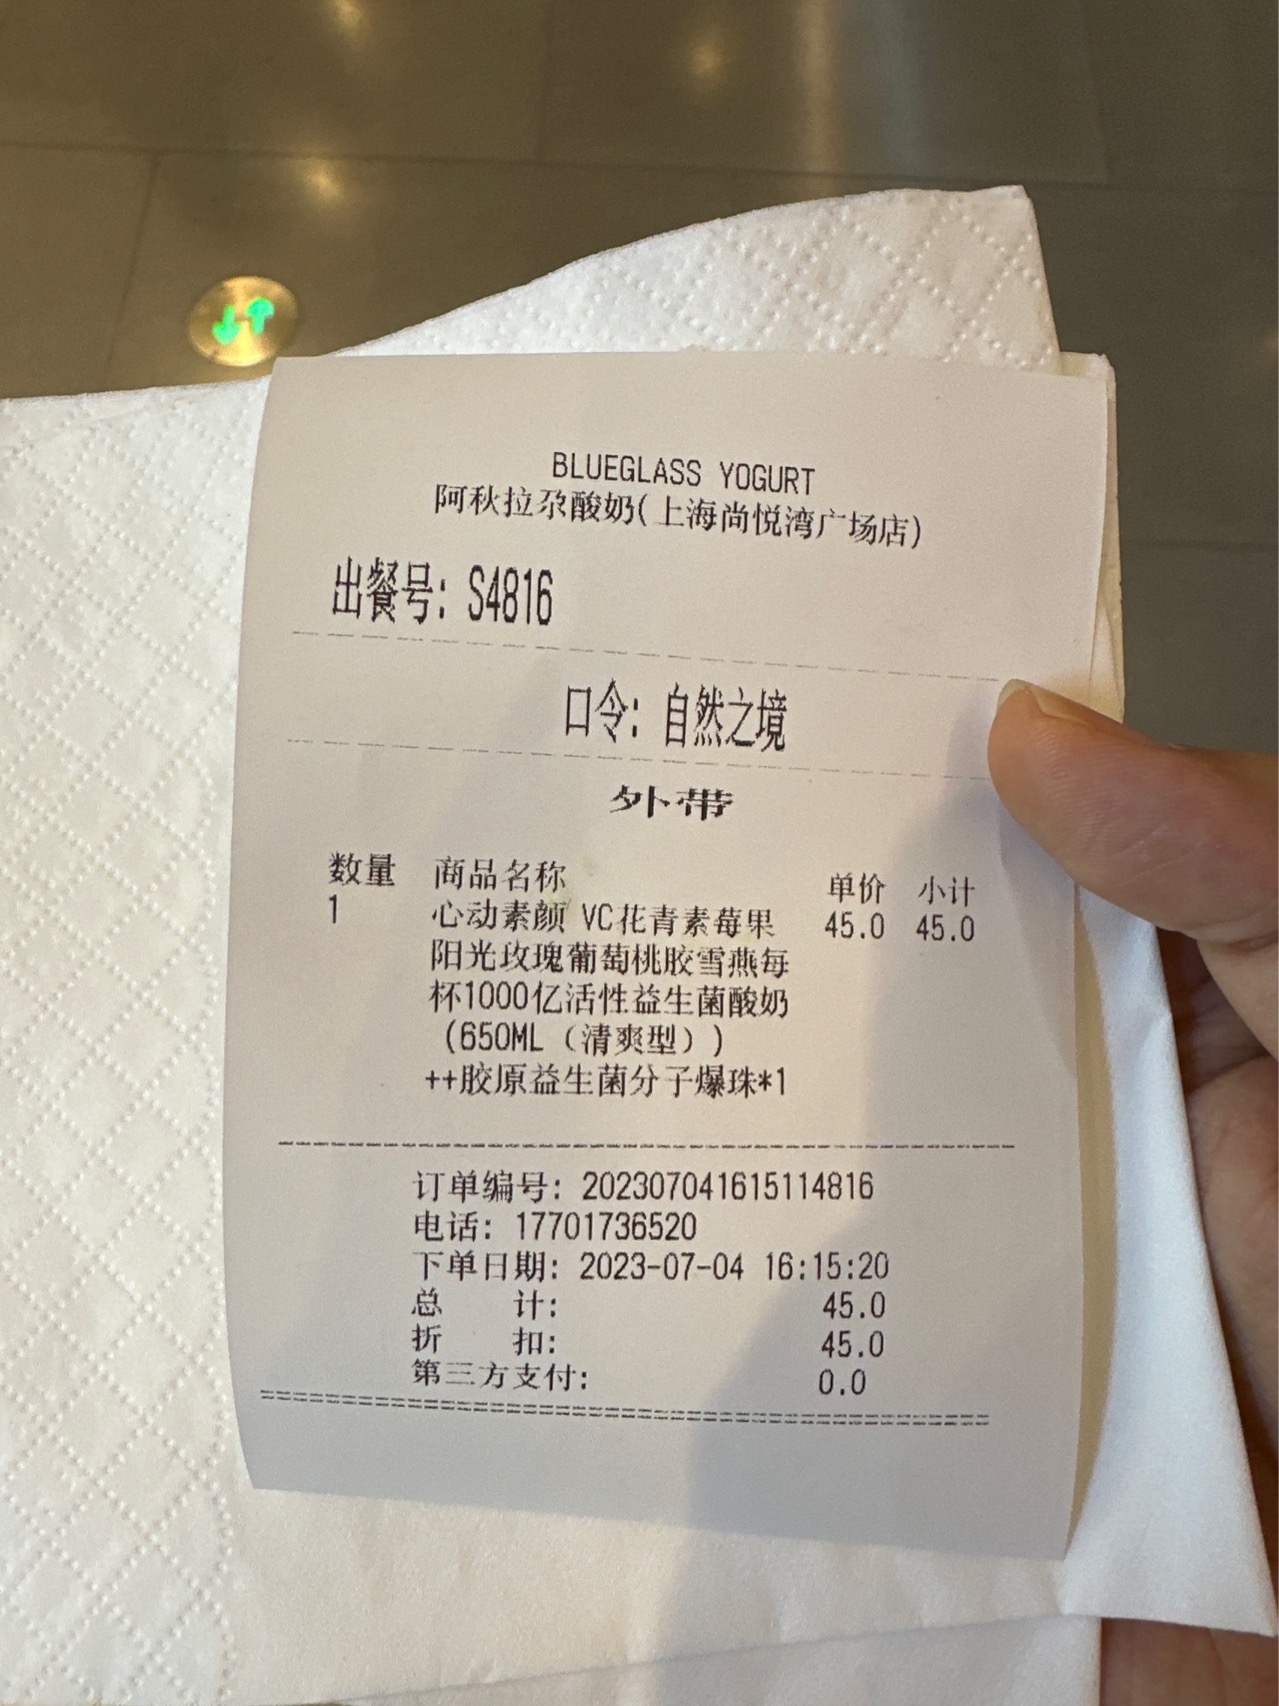 BLUEGLASS YOGURT
阿秋拉尕酸奶(上海尚悦湾广场店)
出餐号: S4816
口令: 自然之境
外带
数量 商品名称 单价 小计
1 心动素颜 VC花青素莓果 45.0 45.0
阳光玫瑰葡萄桃胶雪燕每
杯1000亿活性益生菌酸奶
(650ML（清爽型）)
++胶原益生菌分子爆珠*1
订单编号: 202307041615114816
电话: 17701736520
下单日期: 2023-07-04 16:15:20
总 计: 45.0
折 扣: 45.0
第三方支付: 0.0